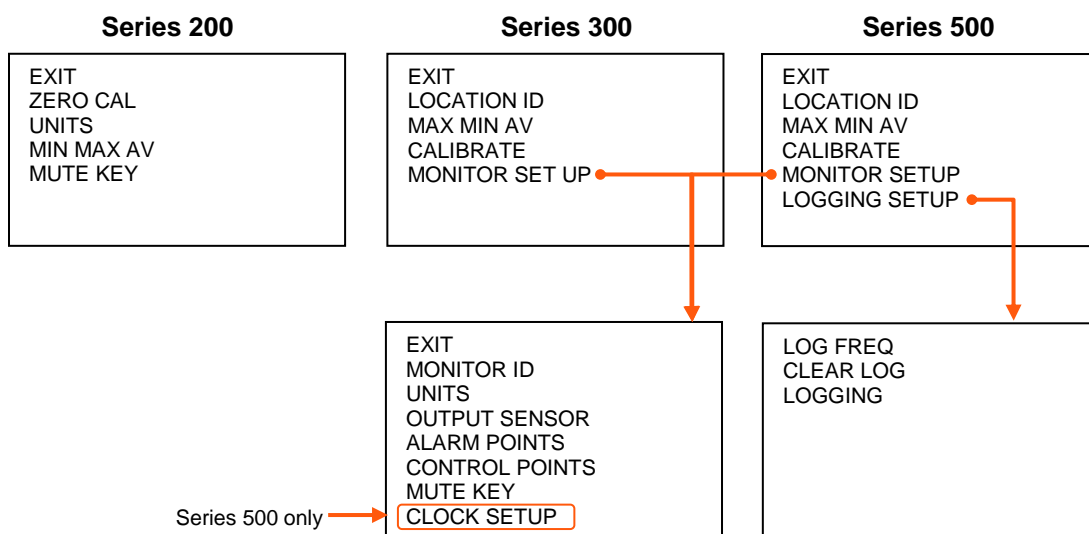 Series 200
EXIT
ZERO CAL
UNITS
MIN MAX AV
MUTE KEY
Series 300
EXIT
LOCATION ID
MAX MIN AV
CALIBRATE
MONITOR SET UP
Series 500
EXIT
LOCATION ID
MAX MIN AV
CALIBRATE
MONITOR SETUP
LOGGING SETUP
EXIT
MONITOR ID
UNITS
OUTPUT SENSOR
ALARM POINTS
CONTROL POINTS
MUTE KEY
Series 500 only
CLOCK SETUP
LOG FREQ
CLEAR LOG
LOGGING